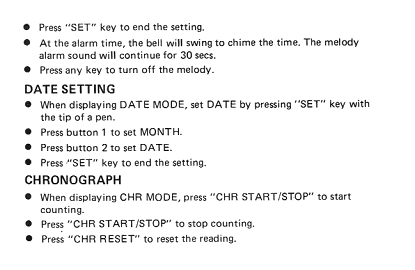 ● Press "SET" key to end the setting.
● At the alarm time, the bell will swing to chime the time. The melody
alarm sound will continue for 30 secs.
● Press any key to turn off the melody.
DATE SETTING
● When displaying DATE MODE, set DATE by pressing "SET" key with
the tip of a pen.
● Press button 1 to set MONTH.
● Press button 2 to set DATE.
● Press "SET" key to end the setting.
CHRONOGRAPH
● When displaying CHR MODE, press "CHR START/STOP" to start
counting.
● Press "CHR START/STOP" to stop counting.
● Press "CHR RESET" to reset the reading.